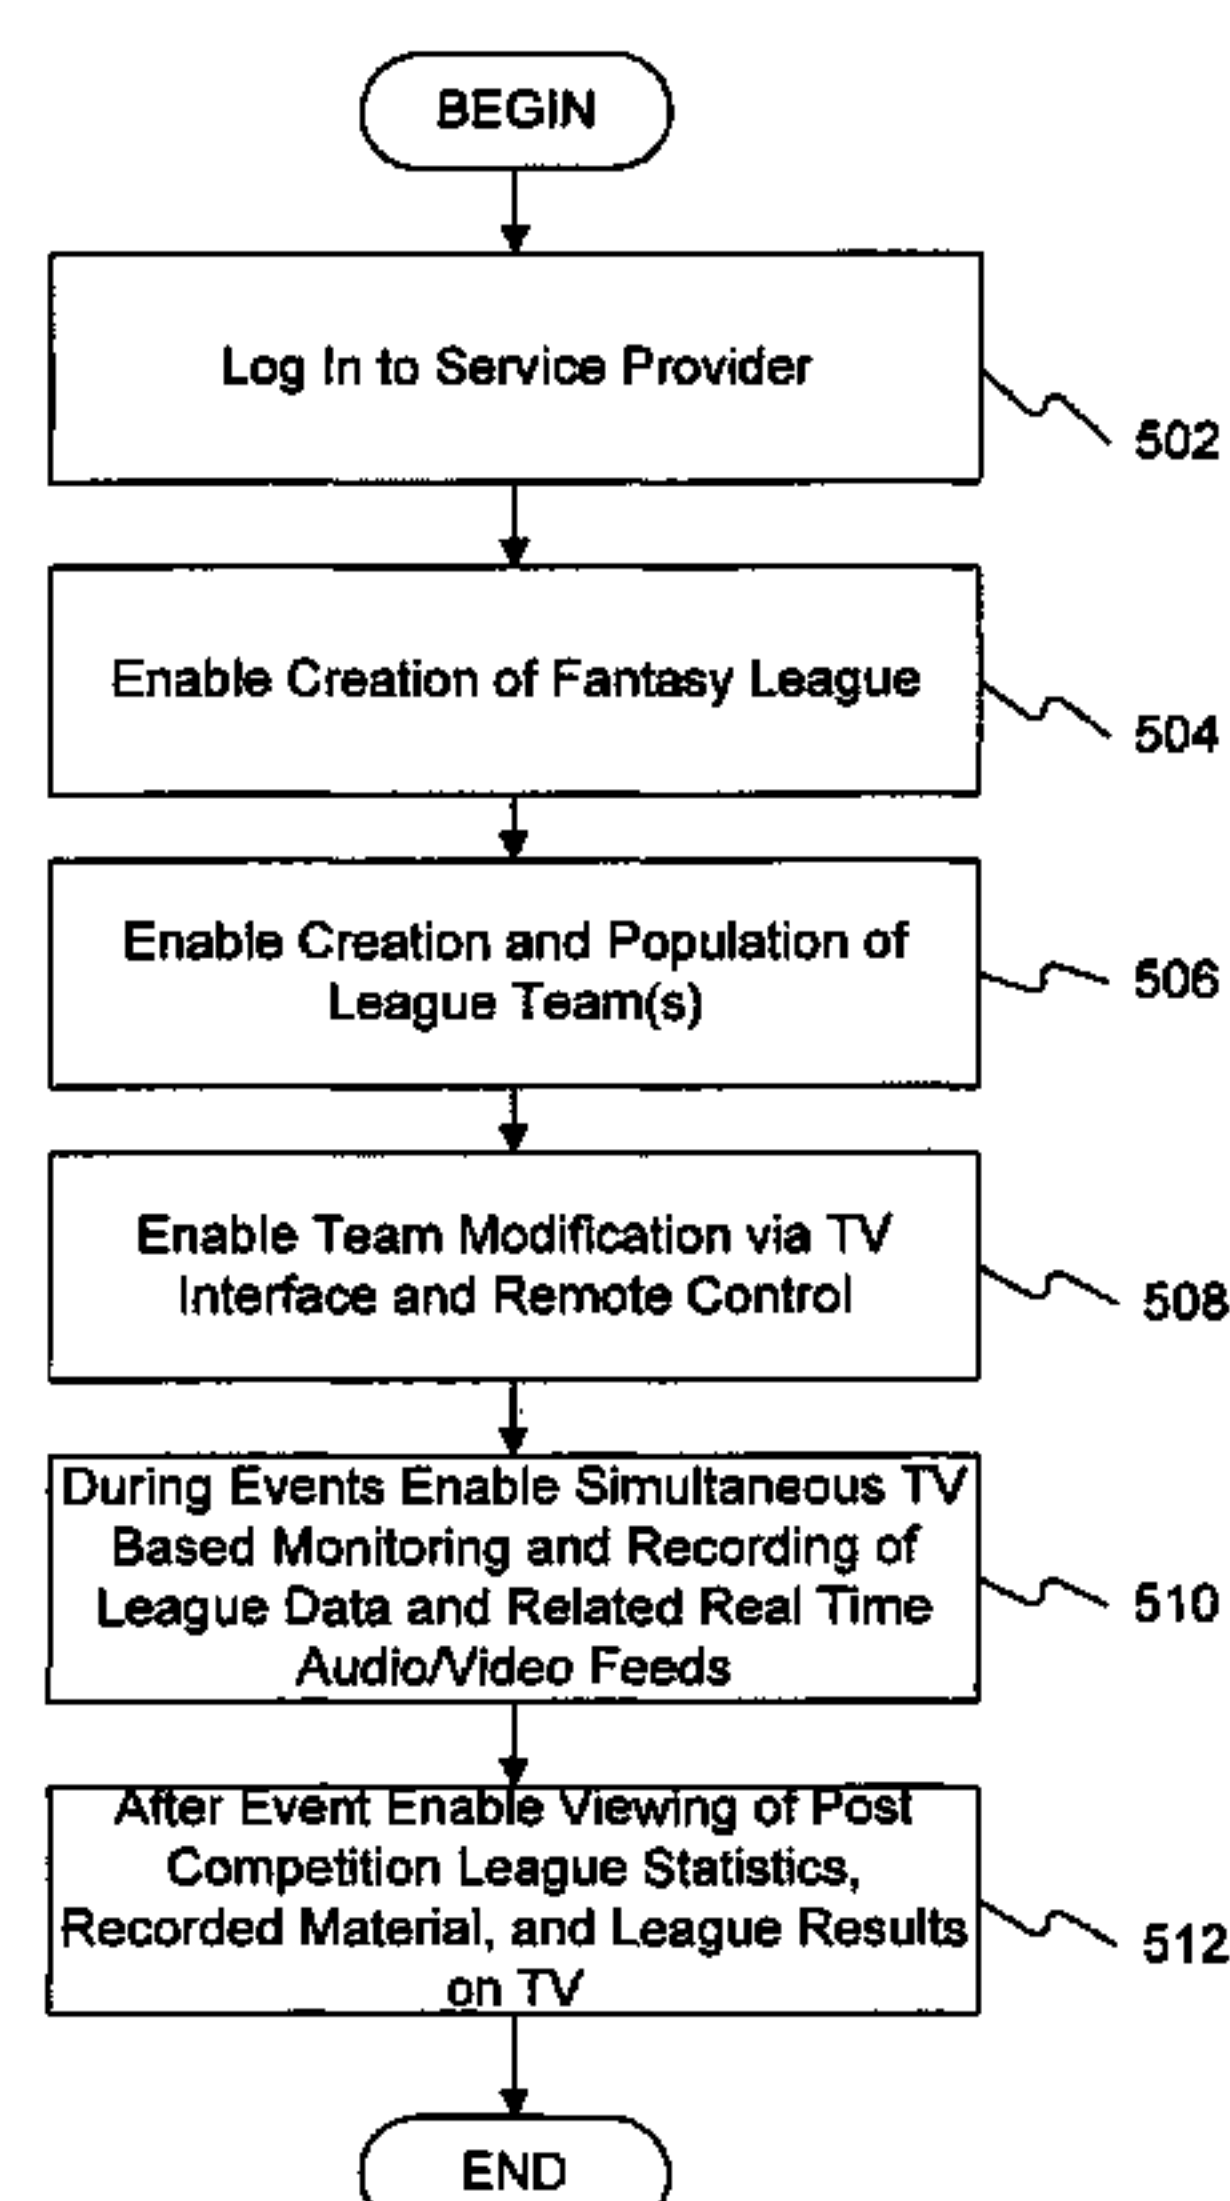 BEGIN
Log In to Service Provider
502
Enable Creation of Fantasy League
504
Enable Creation and Population of
League Team(s)
506
Enable Team Modification via TV
Interface and Remote Control
508
During Events Enable Simultaneous TV
Based Monitoring and Recording of
League Data and Related Real Time
Audio/Video Feeds
510
After Event Enable Viewing of Post
Competition League Statistics,
Recorded Material, and League Results
on TV
512
END